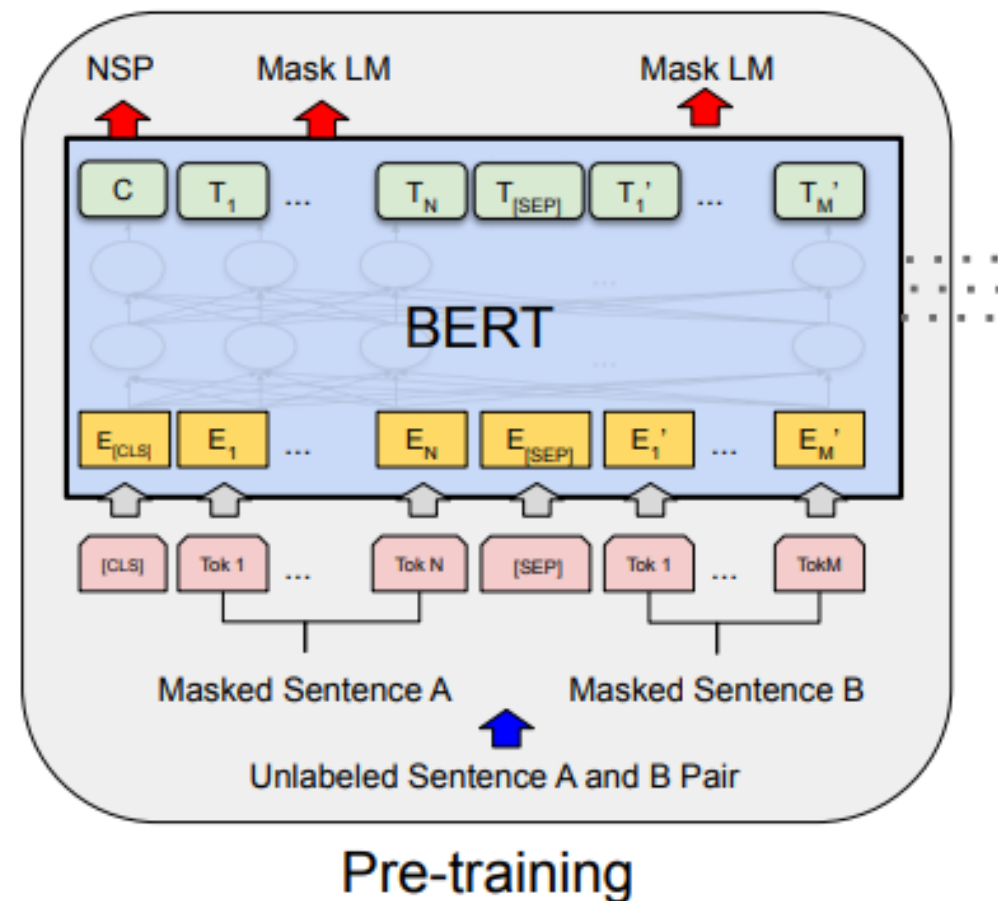 NSP Mask LM Mask LM
C T1 ... TN T[SEP] T1' ... TM'
...
BERT
...
E[CLS] E1 ... EN E[SEP] E1' ... EM'
[CLS] Tok 1 ... Tok N [SEP] Tok 1 ... TokM
Masked Sentence A Masked Sentence B
Unlabeled Sentence A and B Pair
Pre-training